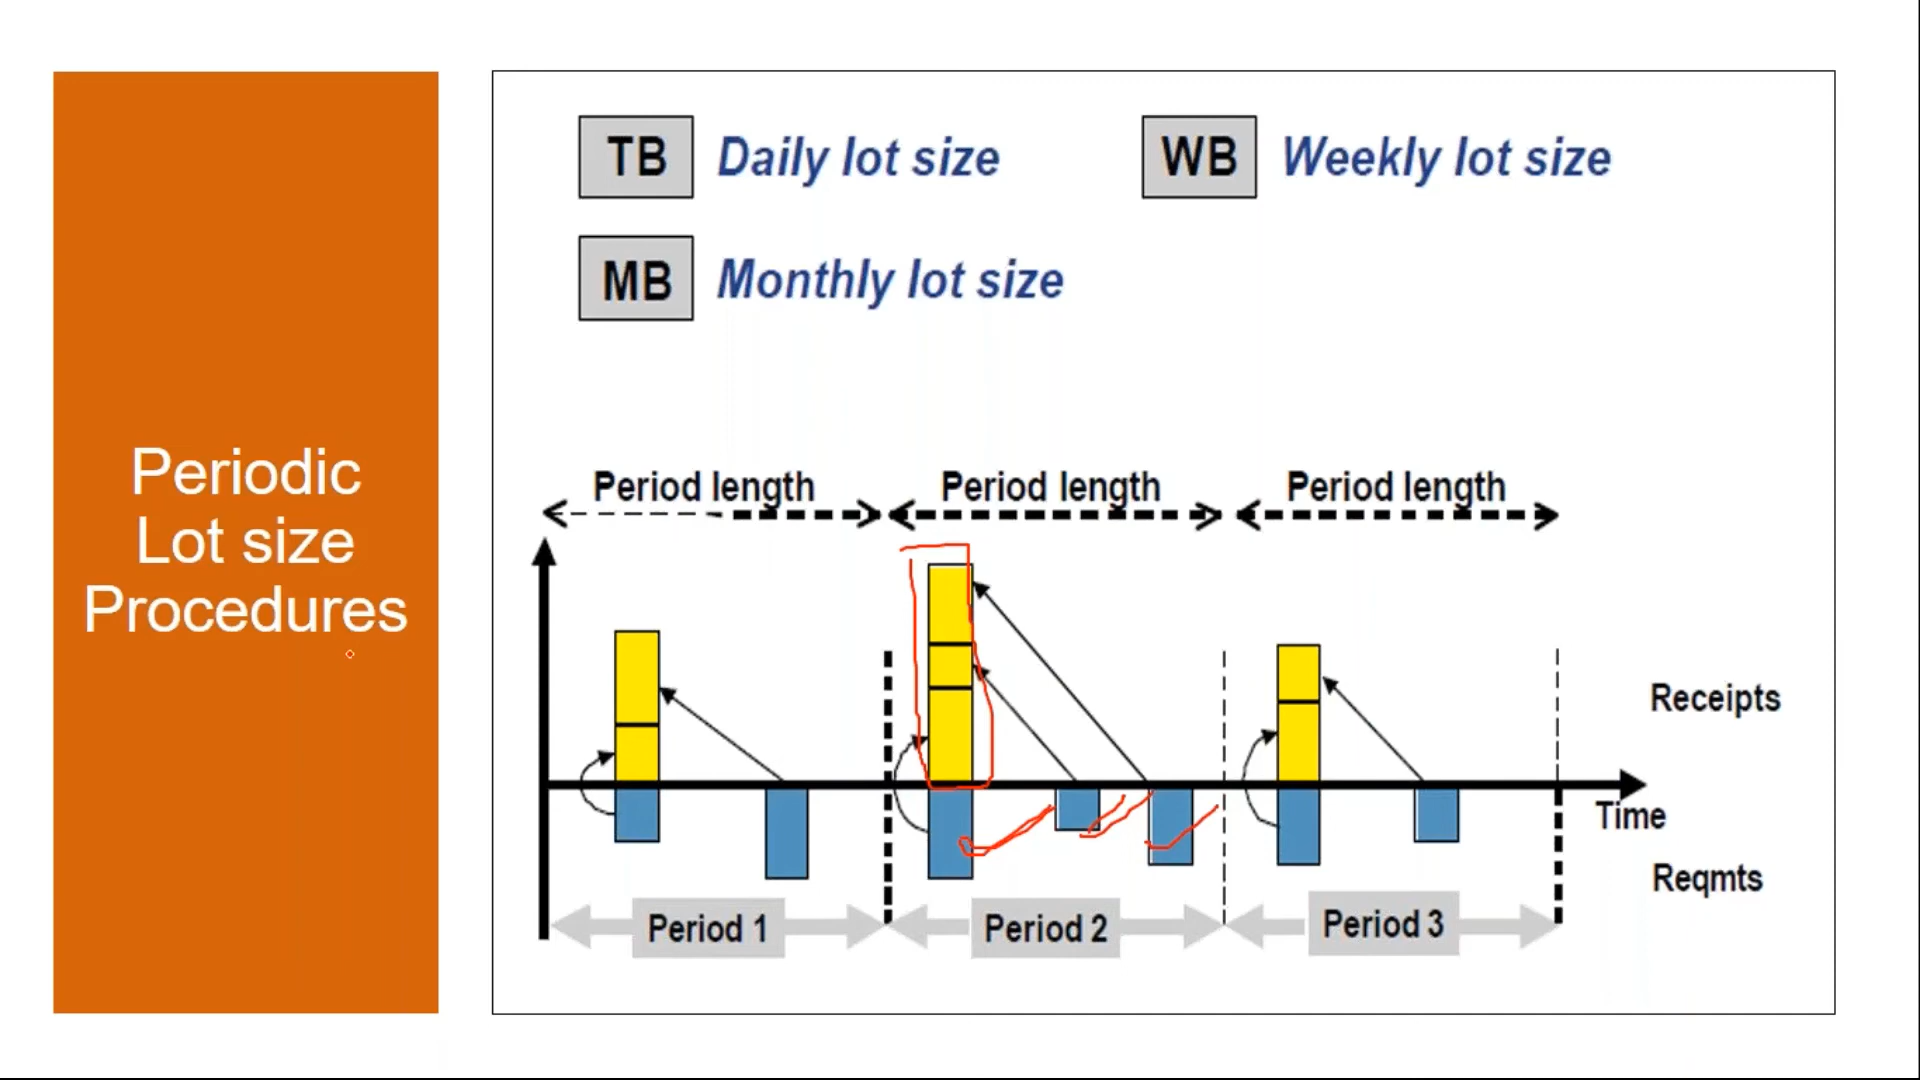 Periodic
Lot size
Procedures
TB Daily lot size
WB Weekly lot size
MB Monthly lot size
Period length
Period length
Period length
Receipts
Time
Reqmts
Period 1
Period 2
Period 3